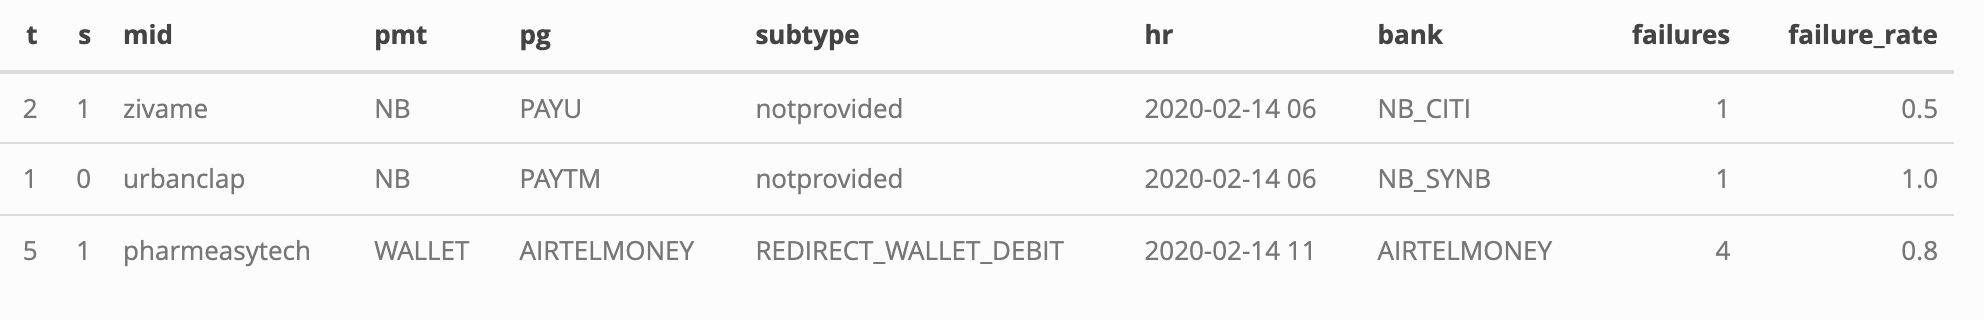 t s mid pmt pg subtype hr bank failures failure_rate
2 1 zivame NB PAYU notprovided 2020-02-14 06 NB_CITI 1 0.5
1 0 urbanclap NB PAYTM notprovided 2020-02-14 06 NB_SYNB 1 1.0
5 1 pharmeasytech WALLET AIRTELMONEY REDIRECT_WALLET_DEBIT 2020-02-14 11 AIRTELMONEY 4 0.8